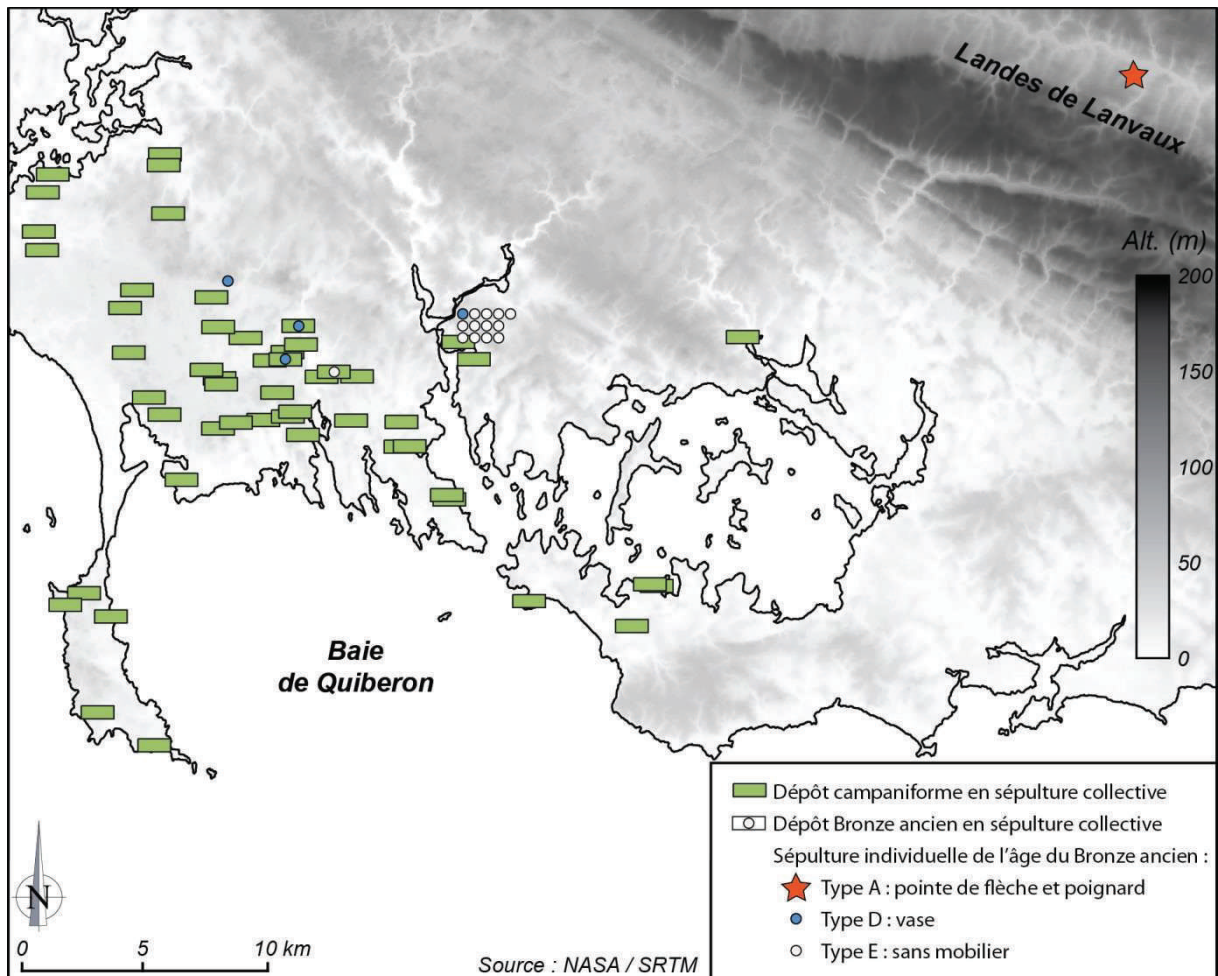 Landes de Lanvaux
Alt. (m)
200
150
100
50
0
Baie
de Quiberon
Dépôt campaniforme en sépulture collective
Dépôt Bronze ancien en sépulture collective
Sépulture individuelle de l'âge du Bronze ancien :
Type A : pointe de flèche et poignard
Type D : vase
Type E : sans mobilier
N
0 5 10 km
Source : NASA / SRTM